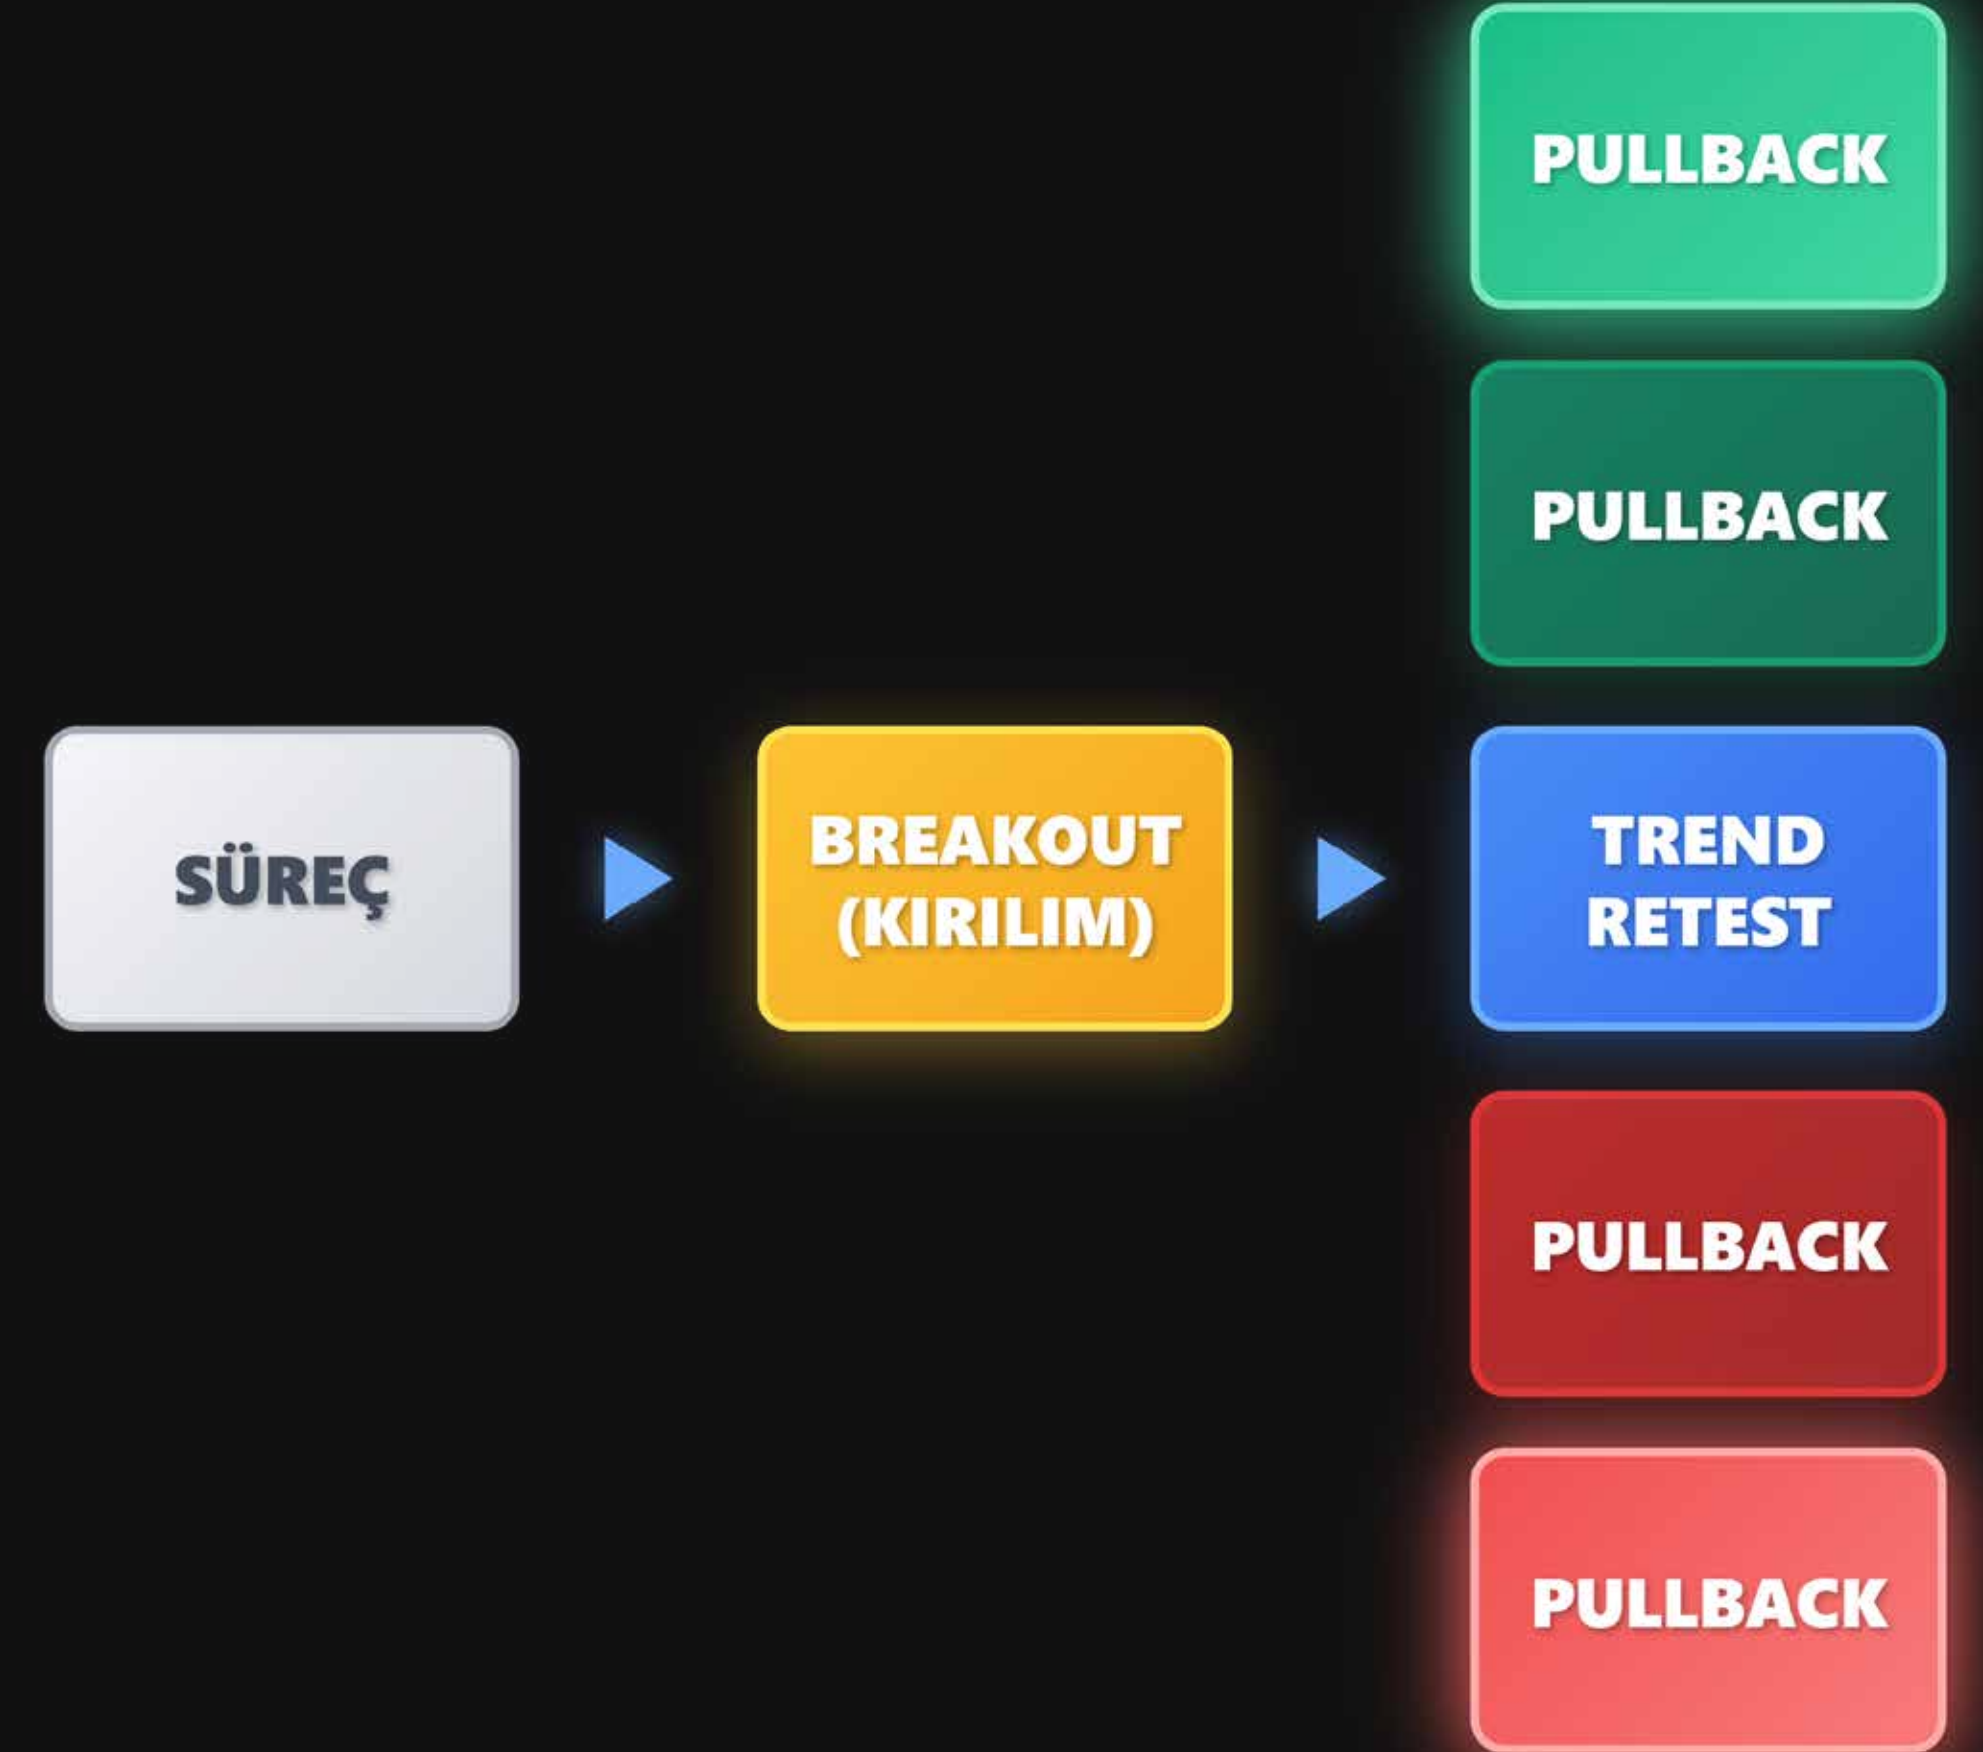 PULLBACK
PULLBACK
SÜREÇ
BREAKOUT
(KIRILIM)
TREND
RETEST
PULLBACK
PULLBACK